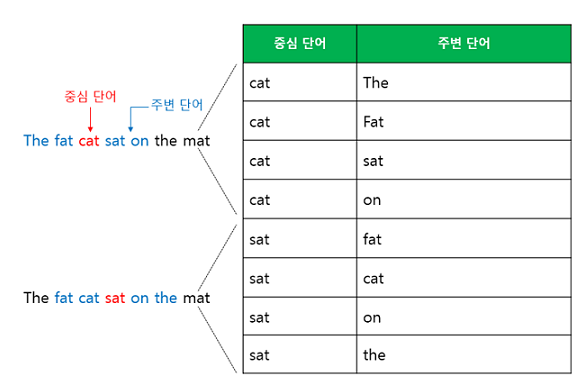 중심 단어 주변 단어
cat The
cat Fat
cat sat
cat on
sat fat
sat cat
sat on
sat the
중심 단어
주변 단어
The fat cat sat on the mat
The fat cat sat on the mat